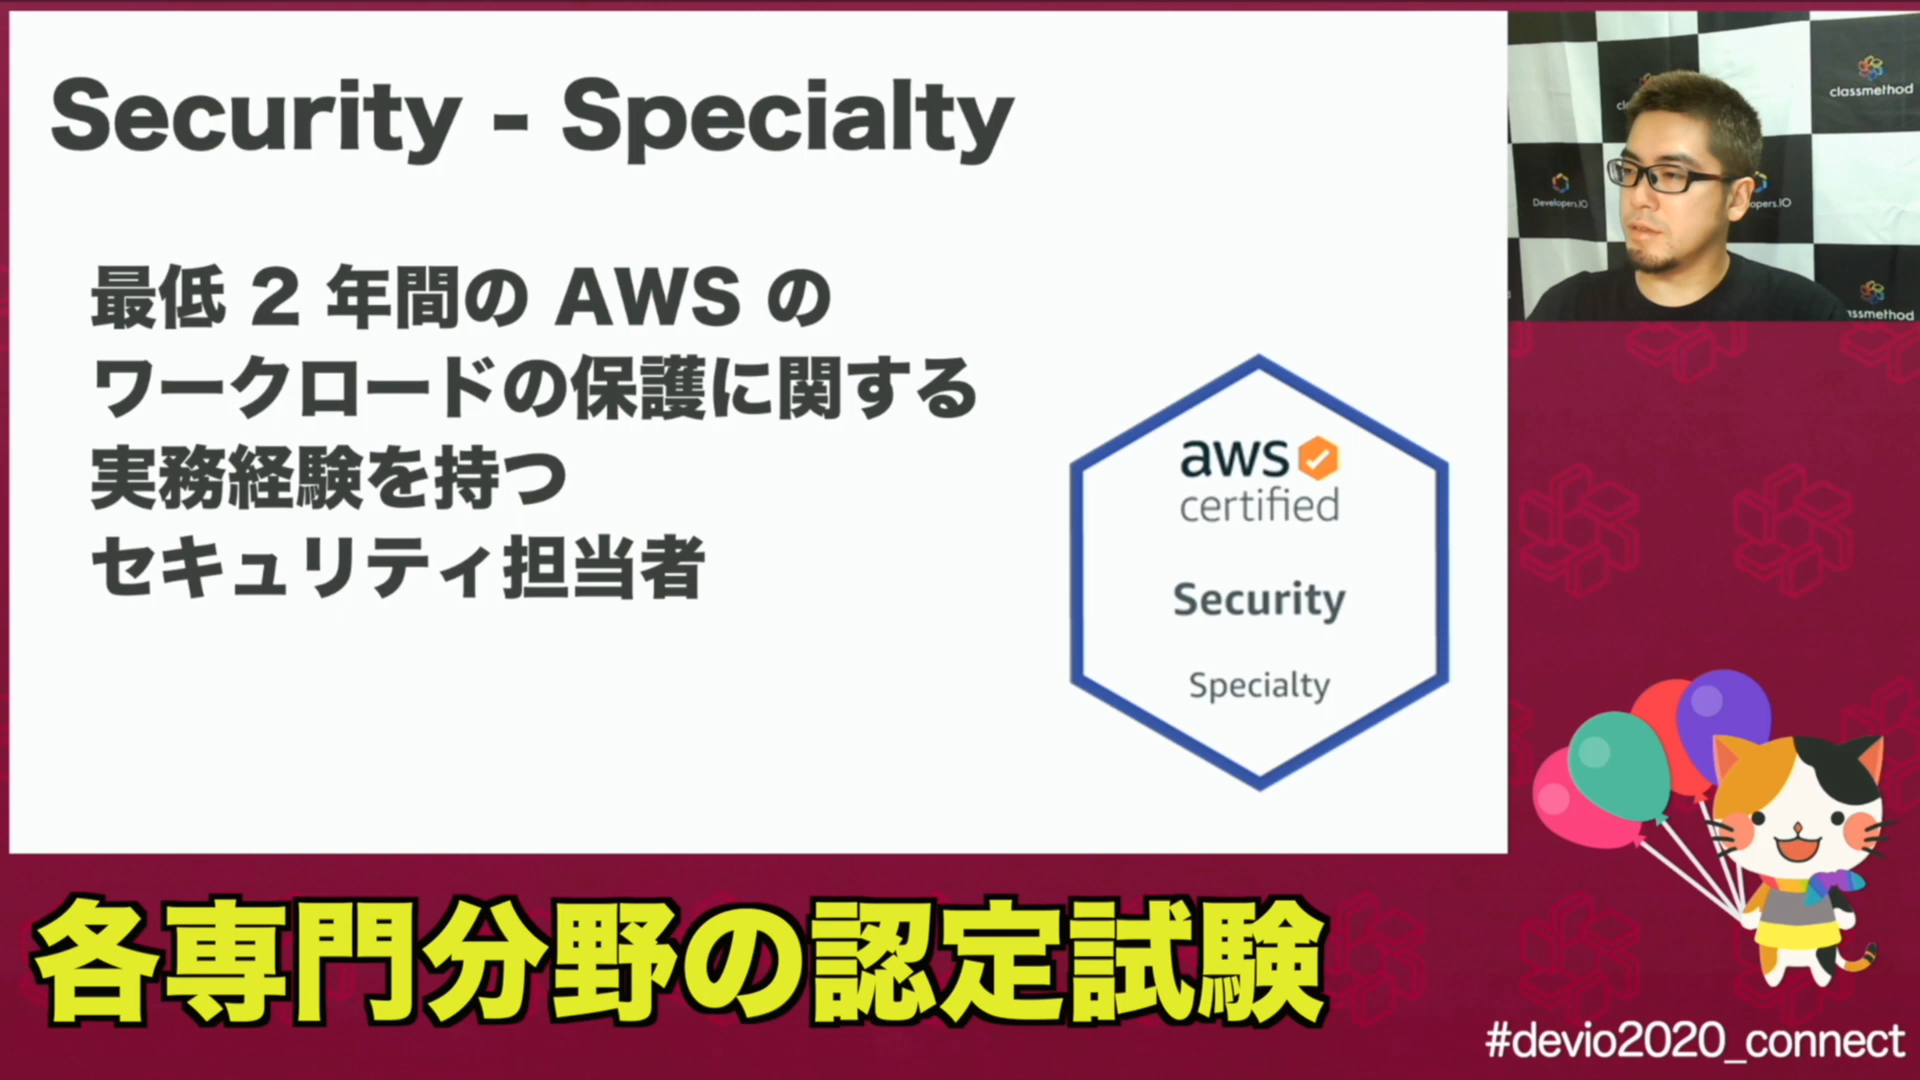 Security - Specialty
最低 2 年間の AWS の
ワークロードの保護に関する
実務経験を持つ
セキュリティ担当者
aws
certified
Security
Specialty
classmethod
Developers.IO
各専門分野の認定試験
#devio2020_connect